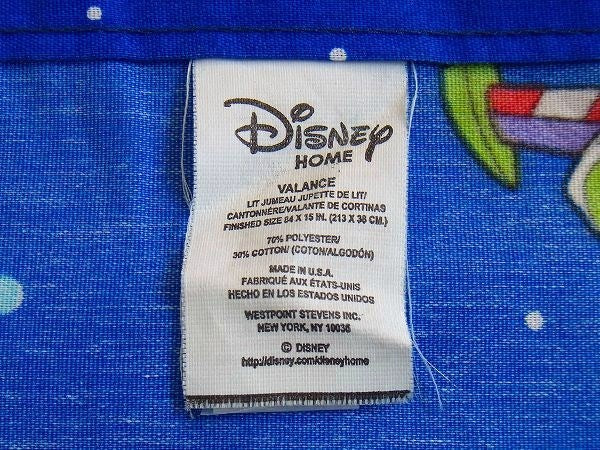 Disney
HOME
VALANCE
LIT JUMEAU JUPETTE DE LIT/
CANTONNÉRE/VALANTE DE CORTINAS
FINISHED SIZE 84 X 15 IN. (213 X 38 CM.)
70% POLYESTER/
30% COTTON/ (COTON/ALGODÓN)
MADE IN U.S.A.
FABRIQUÉ AUX ÉTATS-UNIS
HECHO EN LOS ESTADOS UNIDOS
WESTPOINT STEVENS INC.
NEW YORK, NY 10036
© DISNEY
http://disney.com/disneyhome